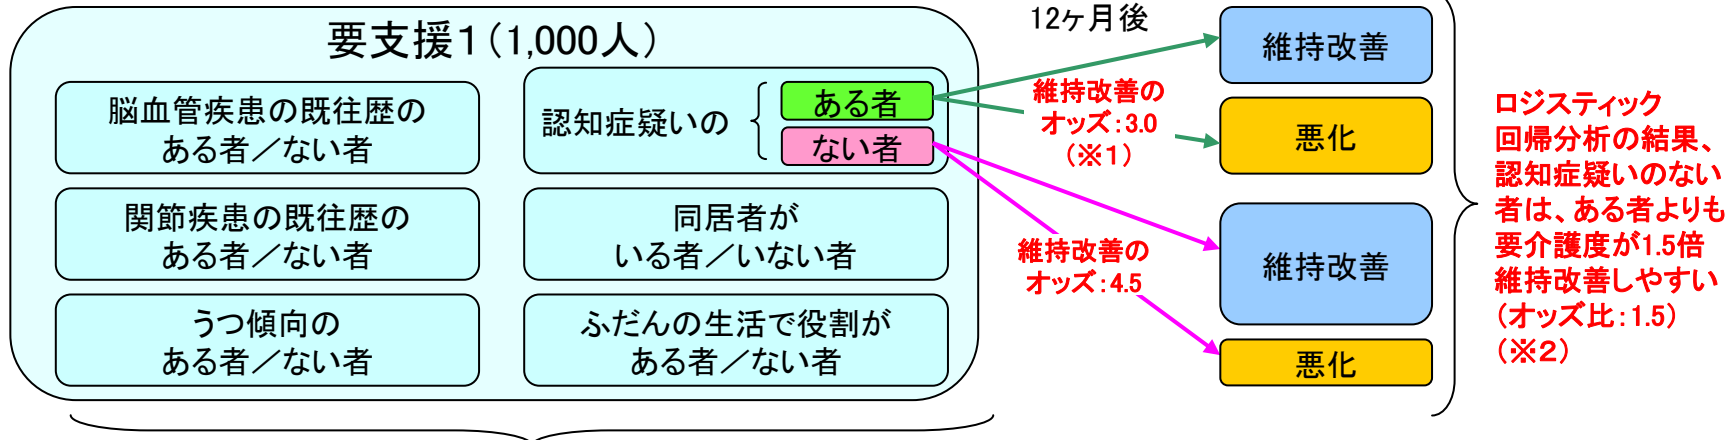 要支援1(1,000人)
脳血管疾患の既往歴の
ある者／ない者
認知症疑いの
ある者
ない者
関節疾患の既往歴の
ある者／ない者
同居者が
いる者／いない者
うつ傾向の
ある者／ない者
ふだんの生活で役割が
ある者／ない者
12ヶ月後
維持改善の
オッズ：3.0
（※1）
維持改善の
オッズ：4.5
維持改善
悪化
維持改善
悪化
ロジスティック
回帰分析の結果、
認知症疑いのない
者は、ある者よりも
要介護度が1.5倍
維持改善しやすい
（オッズ比：1.5）
（※2）